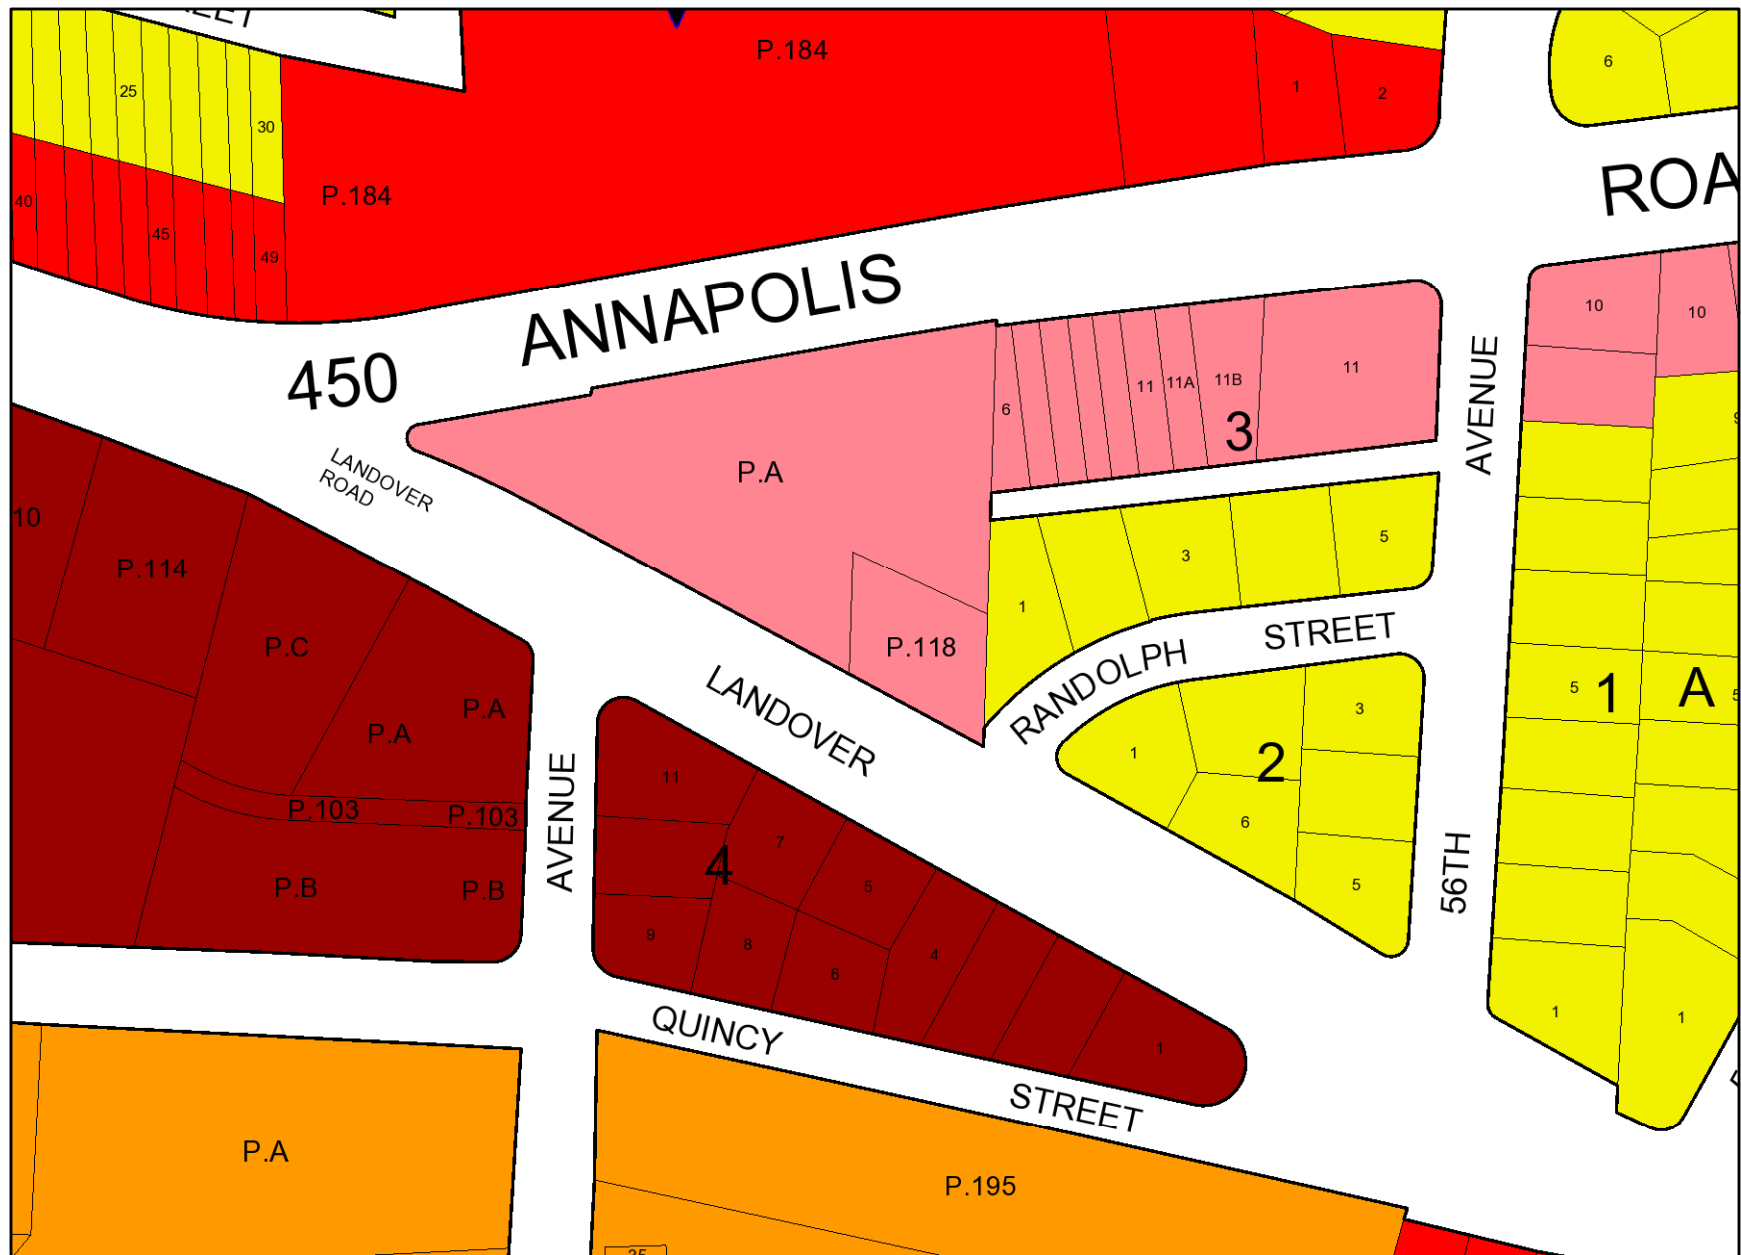 P.184
6
1
2
25
30
ROA
P.184
40
45
49
ANNAPOLIS
450
10
10
AVENUE
11
11
11A
11B
6
3
P.A
LANDOVER
ROAD
10
P.114
3
5
1
STREET
RANDOLPH
P.118
P.C
P.A
P.A
LANDOVER
5
1
A
5
3
1
2
6
5
11
7
4
5
AVENUE
P.103
P.103
P.B
P.B
56TH
9
8
6
4
1
1
1
QUINCY
STREET
P.A
P.195